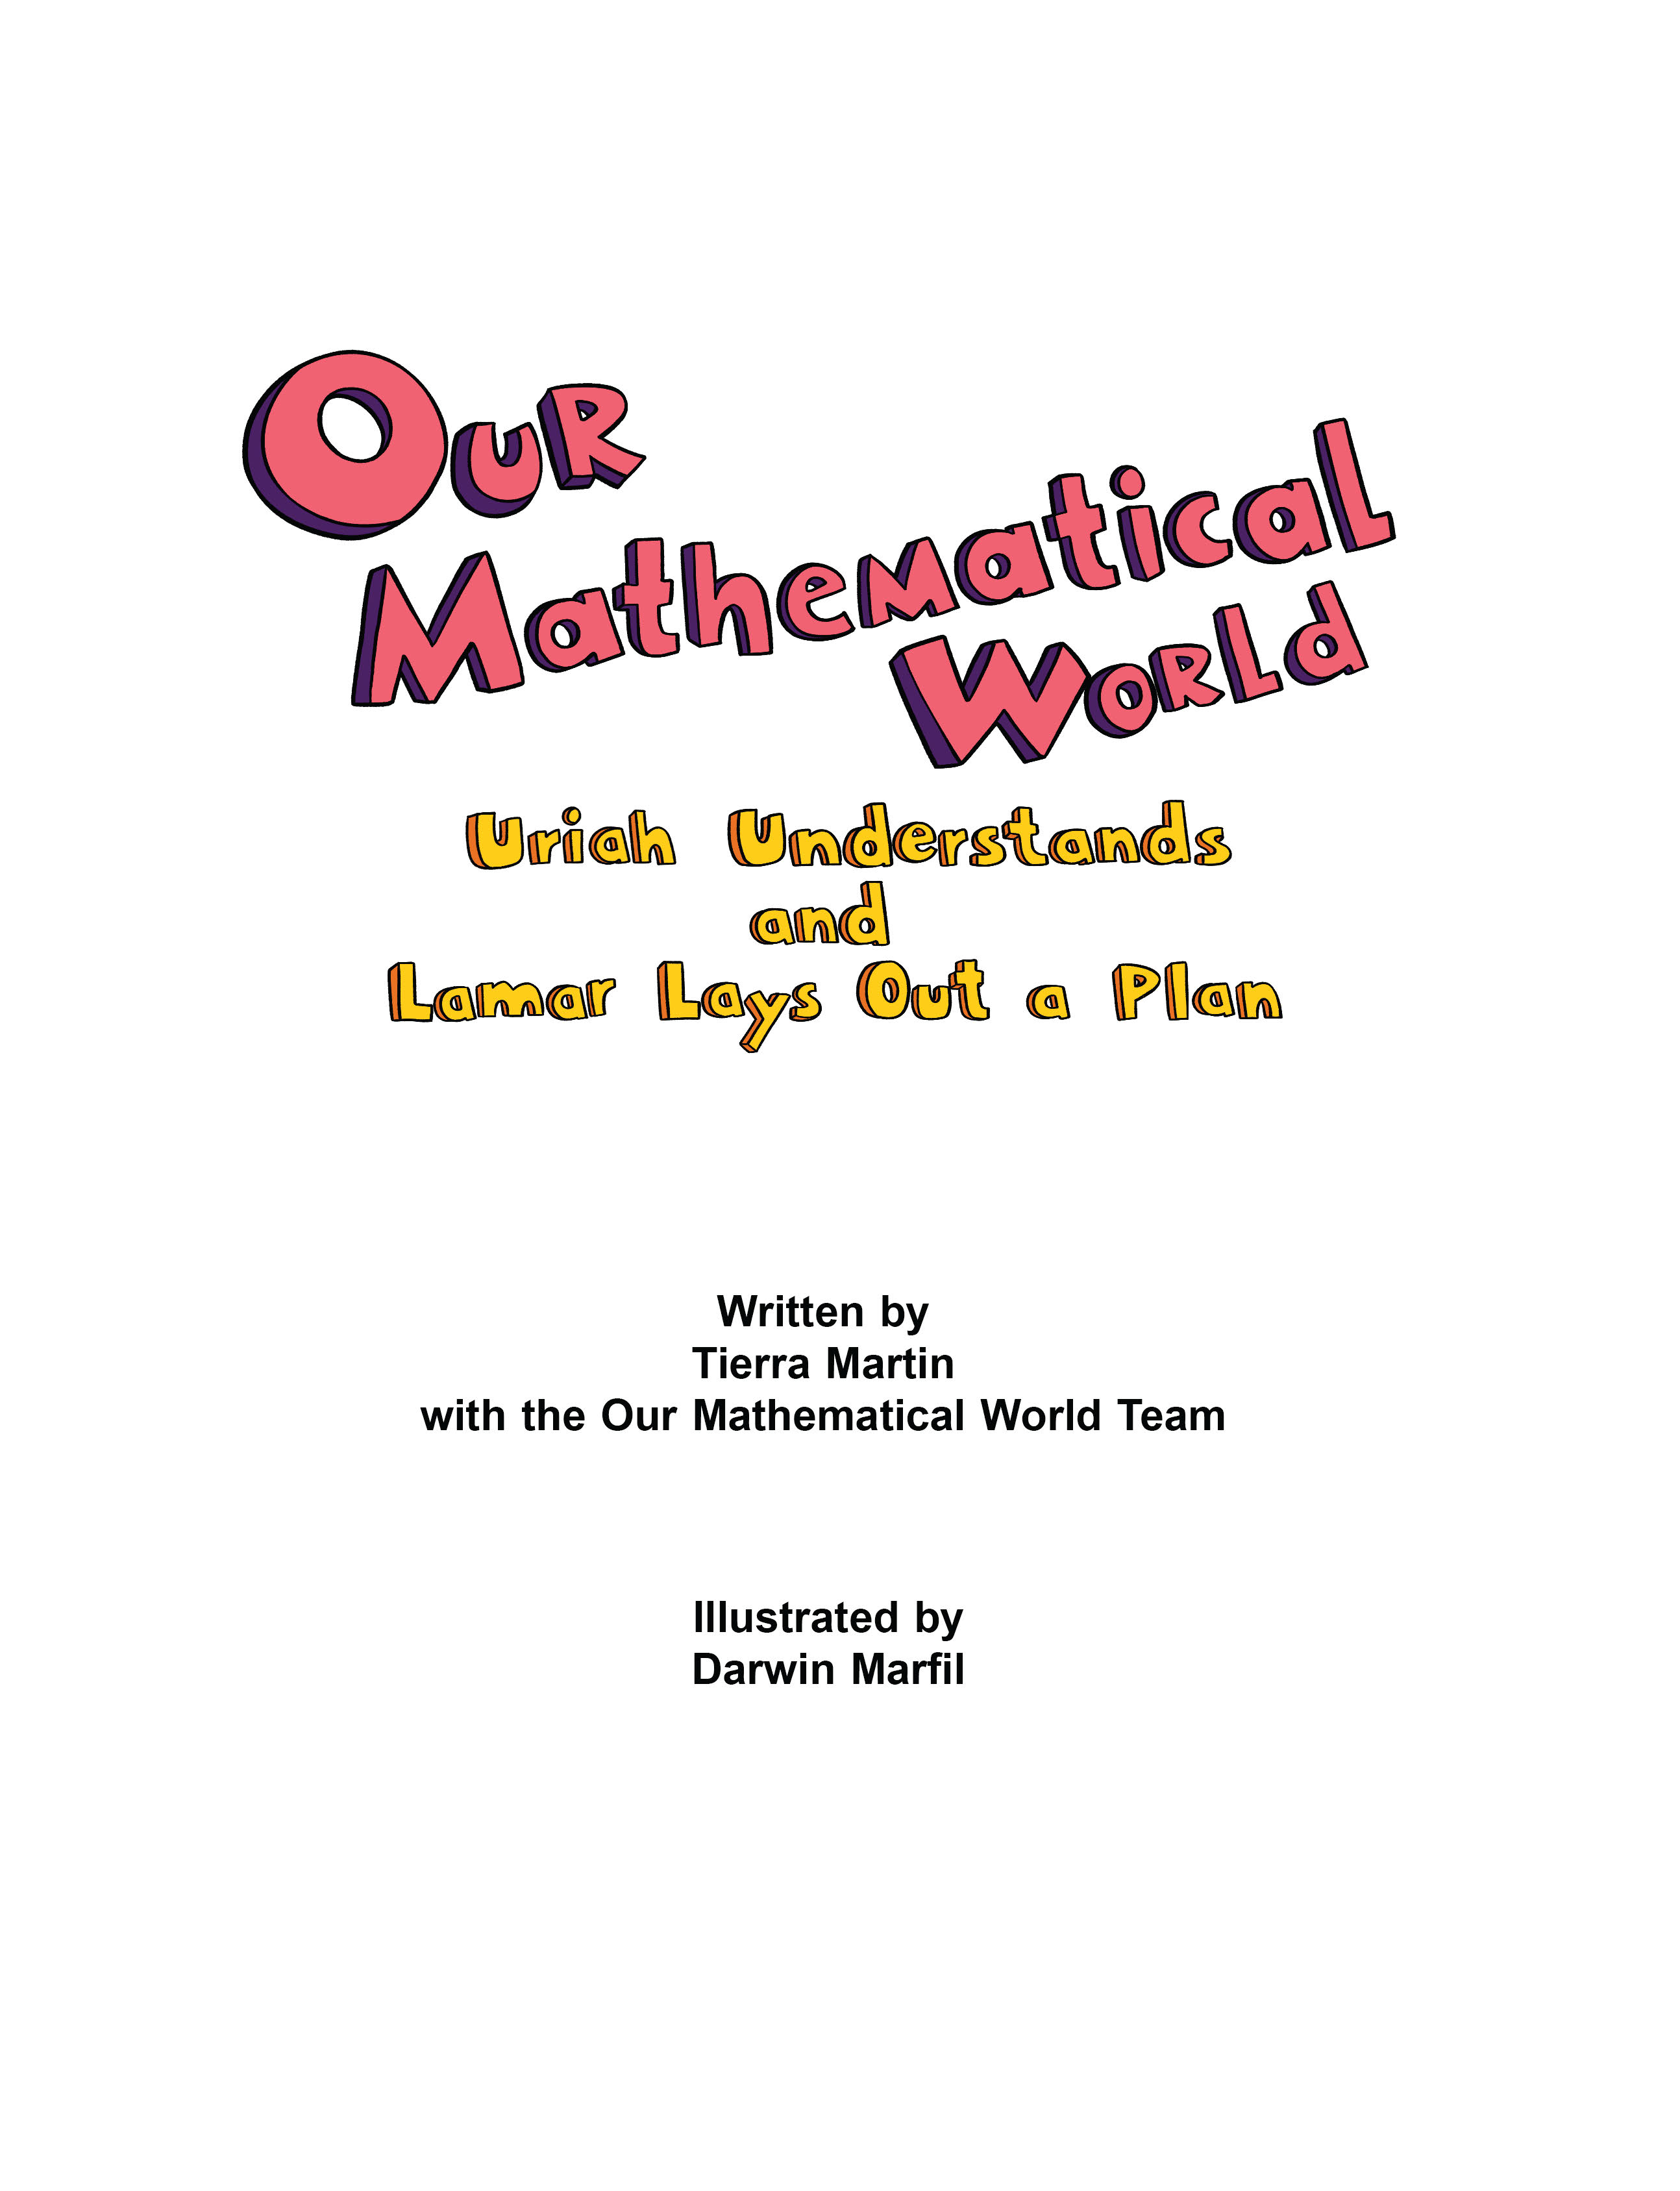 Our
Mathematical
World
Uriah Understands
and
Lamar Lays Out a Plan
Written by
Tierra Martin
with the Our Mathematical World Team
Illustrated by
Darwin Marfil